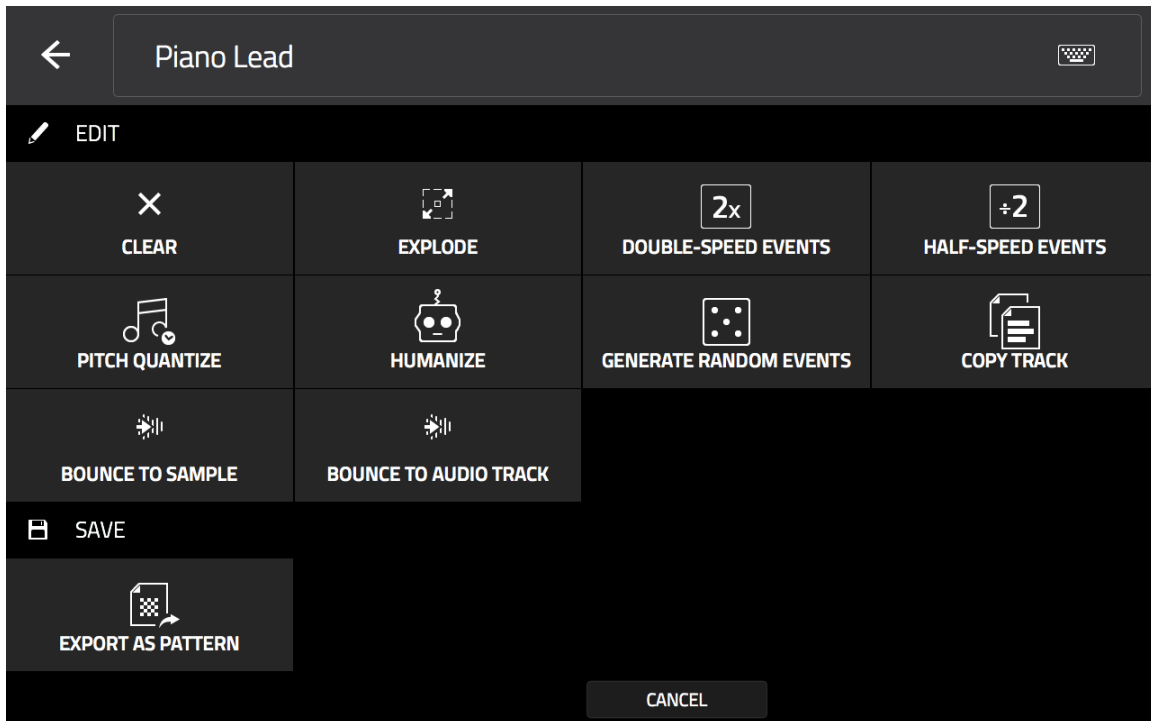 Piano Lead
EDIT
CLEAR
EXPLODE
2x
DOUBLE-SPEED EVENTS
÷2
HALF-SPEED EVENTS
PITCH QUANTIZE
HUMANIZE
GENERATE RANDOM EVENTS
COPY TRACK
BOUNCE TO SAMPLE
BOUNCE TO AUDIO TRACK
SAVE
EXPORT AS PATTERN
CANCEL